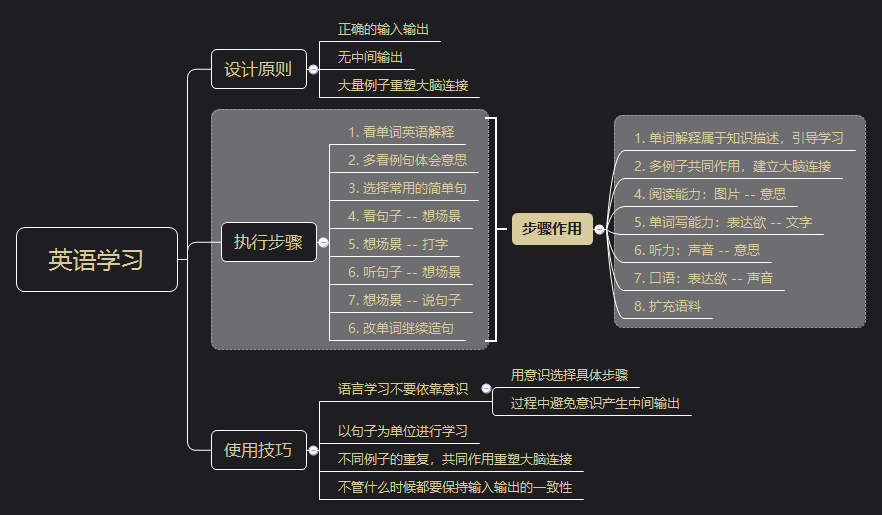 英语学习
设计原则
正确的输入输出
无中间输出
大量例子重塑大脑连接
执行步骤
1. 看单词英语解释
2. 多看例句体会意思
3. 选择常用的简单句
4. 看句子 -- 想场景
5. 想场景 -- 打字
6. 听句子 -- 想场景
7. 想场景 -- 说句子
6. 改单词继续造句
步骤作用
1. 单词解释属于知识描述，引导学习
2. 多例子共同作用，建立大脑连接
4. 阅读能力：图片 -- 意思
5. 单词写能力：表达欲 -- 文字
6. 听力：声音 -- 意思
7. 口语：表达欲 -- 声音
8. 扩充语料
使用技巧
语言学习不要依靠意识
用意识选择具体步骤
过程中避免意识产生中间输出
以句子为单位进行学习
不同例子的重复，共同作用重塑大脑连接
不管什么时候都要保持输入输出的一致性